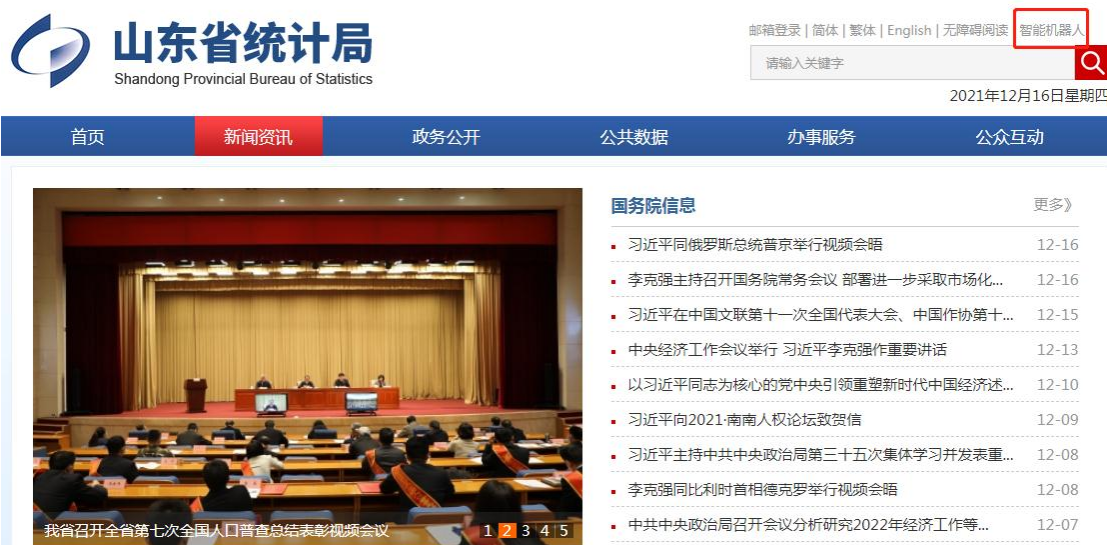 山东省统计局
Shandong Provincial Bureau of Statistics
邮箱登录 | 简体 | 繁体 | English | 无障碍阅读 智能机器人
请输入关键字
2021年12月16日星期四
首页 新闻资讯 政务公开 公共数据 办事服务 公众互动
国务院信息 更多》
习近平同俄罗斯总统普京举行视频会晤 12-16
李克强主持召开国务院常务会议 部署进一步采取市场化... 12-16
习近平在中国文联第十一次全国代表大会、中国作协第十... 12-15
中央经济工作会议举行 习近平李克强作重要讲话 12-13
以习近平同志为核心的党中央引领重塑新时代中国经济述... 12-10
习近平向2021·南南人权论坛致贺信 12-09
习近平主持中共中央政治局第三十五次集体学习并发表重... 12-08
李克强同比利时首相德克罗举行视频会晤 12-08
中共中央政治局召开会议分析研究2022年经济工作等... 12-07
我省召开全省第七次全国人口普查总结表彰视频会议 1 2 3 4 5